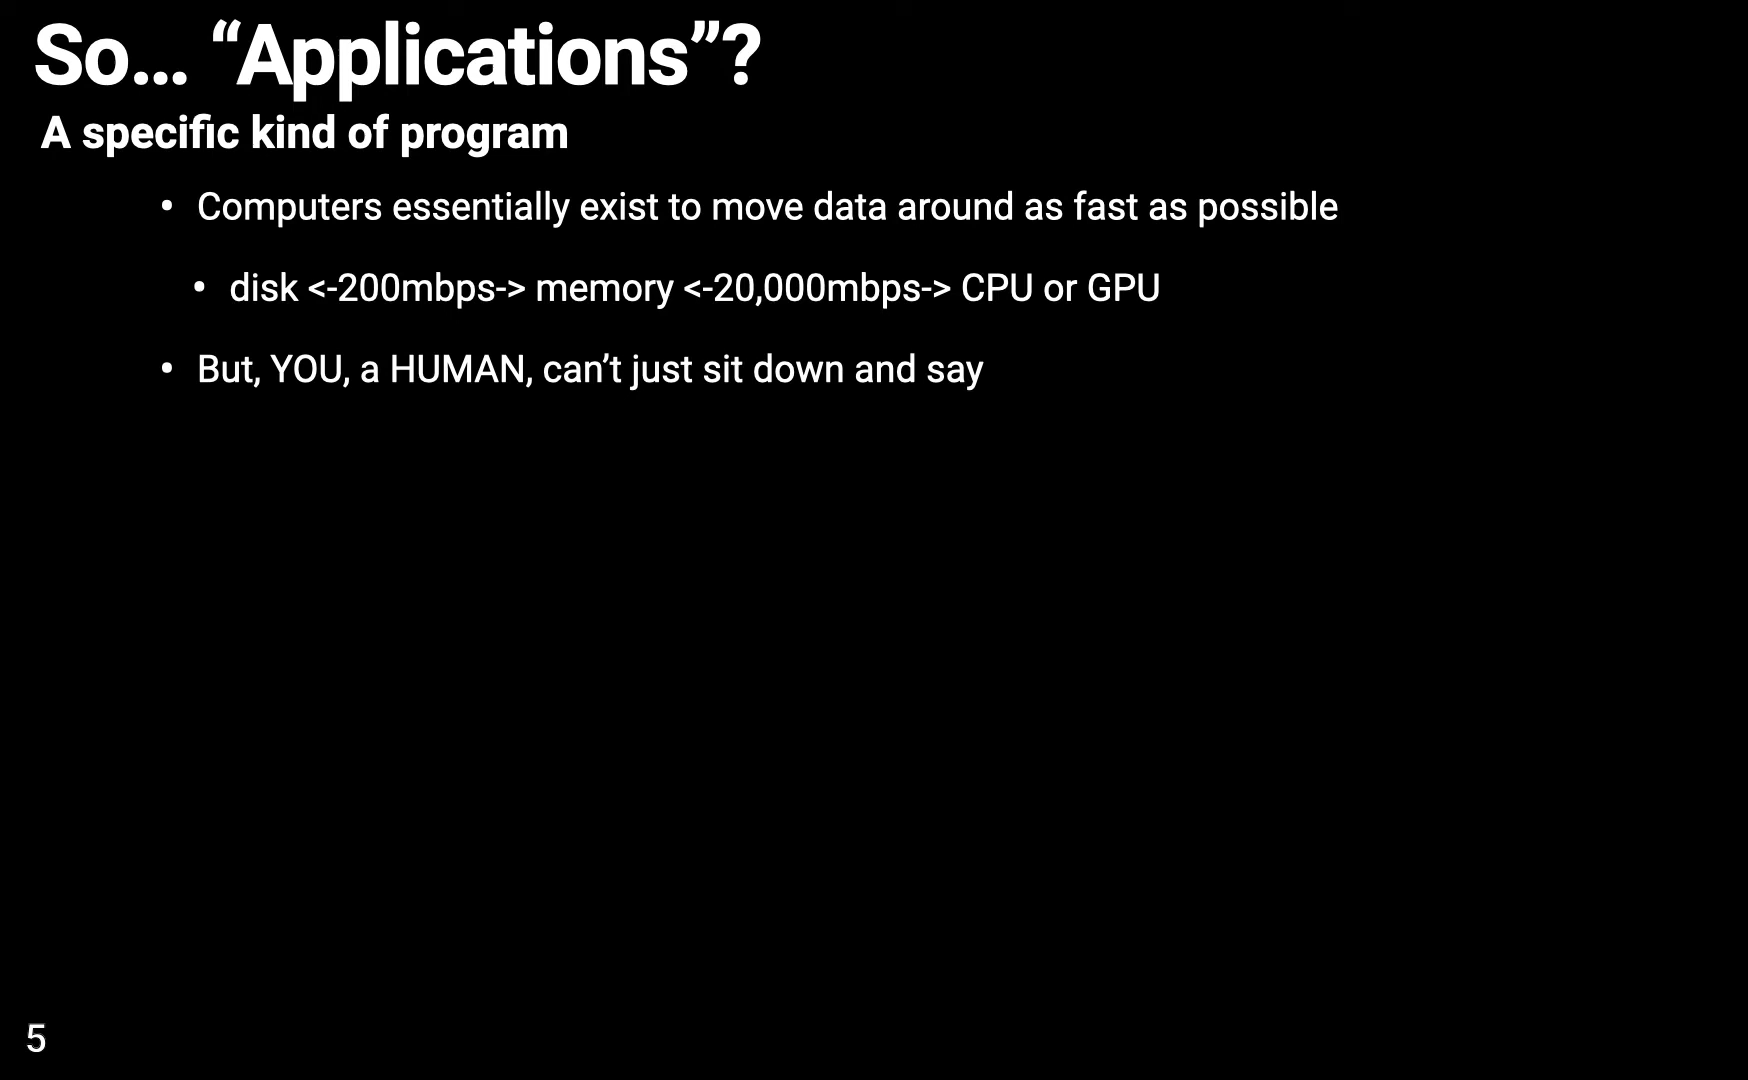 So… “Applications”?
A specific kind of program
• Computers essentially exist to move data around as fast as possible
• disk <-200mbps-> memory <-20,000mbps-> CPU or GPU
• But, YOU, a HUMAN, can’t just sit down and say
5